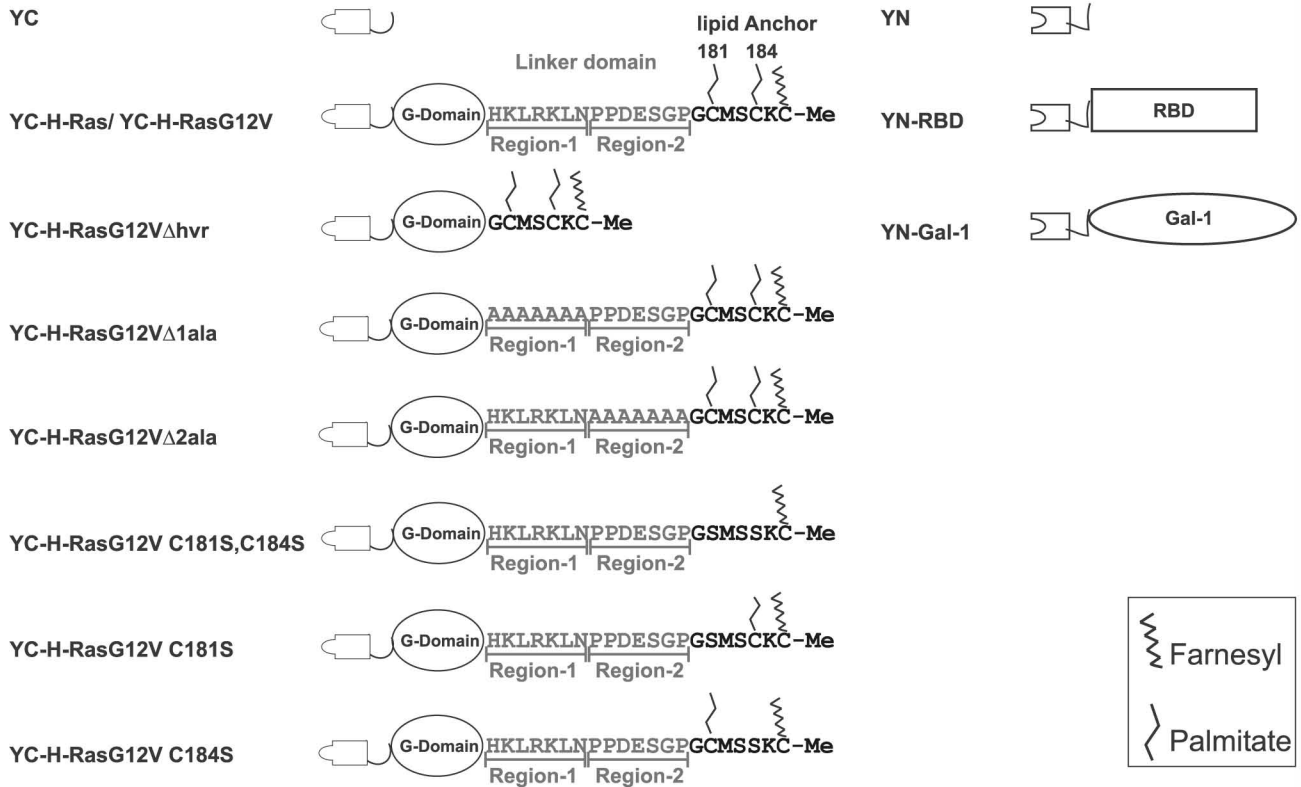 YC
YN
lipid Anchor
181 184
Linker domain
YC-H-Ras/ YC-H-RasG12V
G-Domain
HKLRKLNPPDESGPGCMSCKC-Me
Region-1 Region-2
YN-RBD
RBD
YC-H-RasG12VΔhvr
G-Domain
GCMSCKC-Me
YN-Gal-1
Gal-1
YC-H-RasG12VΔ1ala
G-Domain
AAAAAAAPPDESGPGCMSCKC-Me
Region-1 Region-2
YC-H-RasG12VΔ2ala
G-Domain
HKLRKLNAAAAAAAGCMSCKC-Me
Region-1 Region-2
YC-H-RasG12V C181S,C184S
G-Domain
HKLRKLNPPDESGPGSMSSKC-Me
Region-1 Region-2
YC-H-RasG12V C181S
G-Domain
HKLRKLNPPDESGPGSMSCKC-Me
Region-1 Region-2
YC-H-RasG12V C184S
G-Domain
HKLRKLNPPDESGPGCMSSKC-Me
Region-1 Region-2
Farnesyl
Palmitate